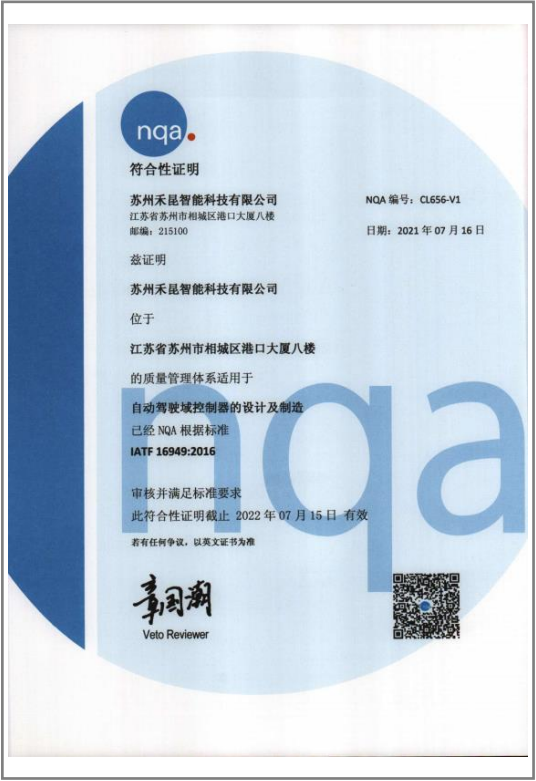 nqa.
符合性证明
苏州禾昆智能科技有限公司
江苏省苏州市相城区港口大厦八楼
邮编：215100
NQA 编号：CL656-V1
日期：2021 年 07 月 16 日
兹证明
苏州禾昆智能科技有限公司
位于
江苏省苏州市相城区港口大厦八楼
的质量管理体系适用于
自动驾驶域控制器的设计及制造
已经 NQA 根据标准
IATF 16949:2016
审核并满足标准要求
此符合性证明截止 2022 年 07 月 15 日 有效
若有任何争议，以英文证书为准
章国潮
Veto Reviewer
nqa